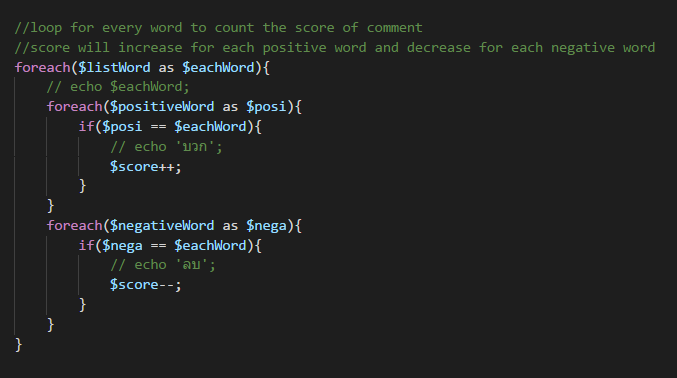 //loop for every word to count the score of comment
//score will increase for each positive word and decrease for each negative word
foreach($listWord as $eachWord){
    // echo $eachWord;
    foreach($positiveWord as $posi){
        if($posi == $eachWord){
            // echo 'บวก';
            $score++;
        }
    }
    foreach($negativeWord as $nega){
        if($nega == $eachWord){
            // echo 'ลบ';
            $score--;
        }
    }
}